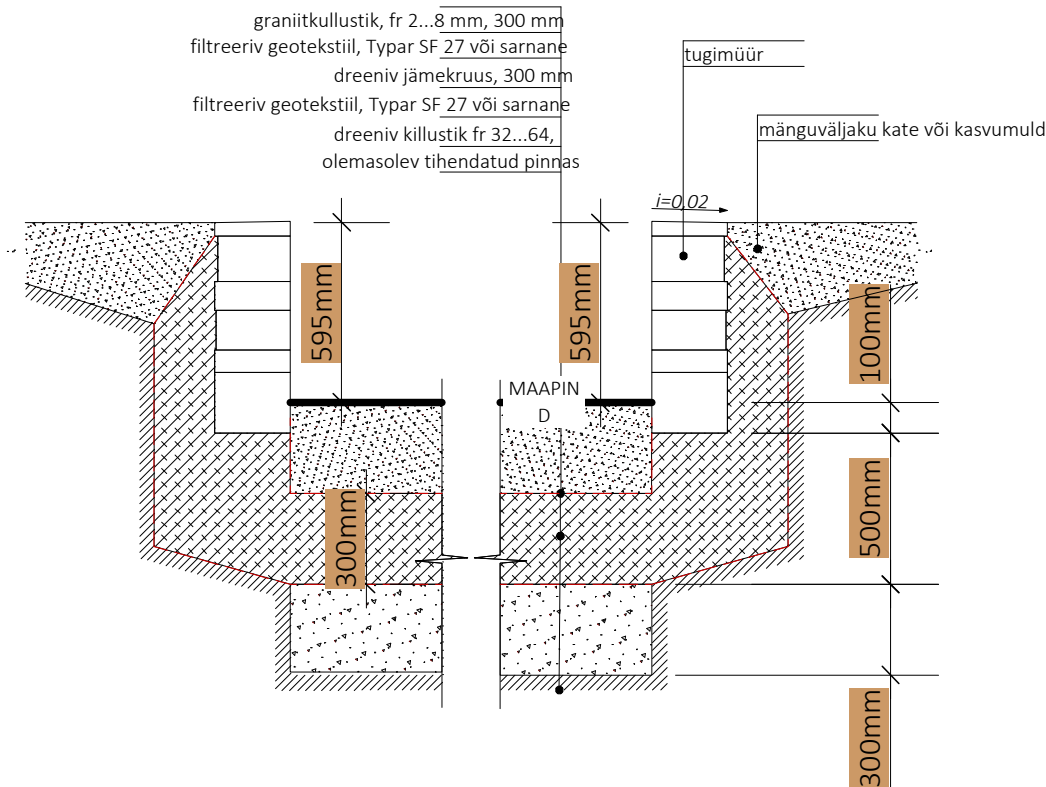 graniitkullustik, fr 2...8 mm, 300 mm
filtreeriv geotekstiil, Typar SF 27 või sarnane
dreeniv jämekruus, 300 mm
filtreeriv geotekstiil, Typar SF 27 või sarnane
dreeniv killustik fr 32...64,
olemasolev tihendatud pinnas
tugimüür
mänguväljaku kate või kasvumuld
i=0,02
595mm
595mm
100mm
MAAPIN
D
300mm
500mm
300mm